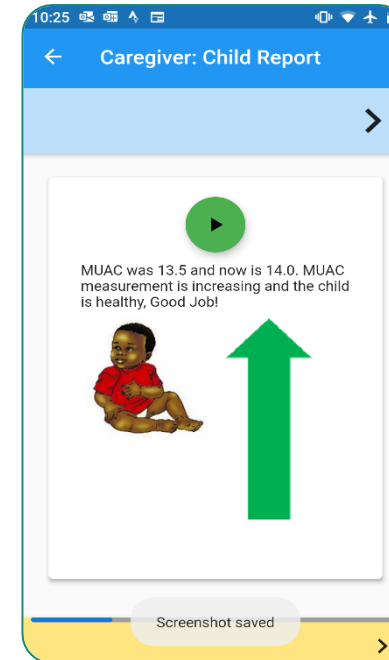 10:25
Caregiver: Child Report
MUAC was 13.5 and now is 14.0. MUAC
measurement is increasing and the child
is healthy, Good Job!
Screenshot saved